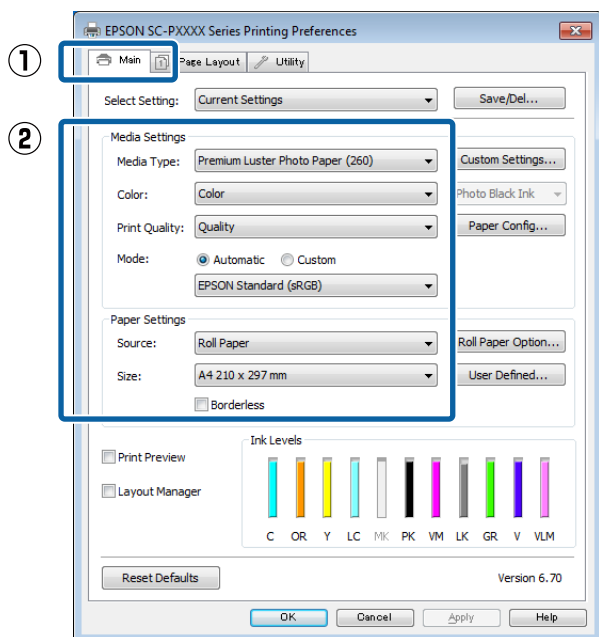 EPSON SC-PXXXX Series Printing Preferences
1 Main Page Layout Utility
Select Setting: Current Settings Save/Del...
2
Media Settings
Media Type: Premium Luster Photo Paper (260) Custom Settings...
Color: Color Photo Black Ink
Print Quality: Quality Paper Config...
Mode: Automatic Custom
EPSON Standard (sRGB)
Paper Settings
Source: Roll Paper Roll Paper Option...
Size: A4 210 x 297 mm User Defined...
Borderless
Print Preview
Layout Manager
Ink Levels
C OR Y LC MK PK VM LK GR V VLM
Reset Defaults Version 6.70
OK Cancel Apply Help